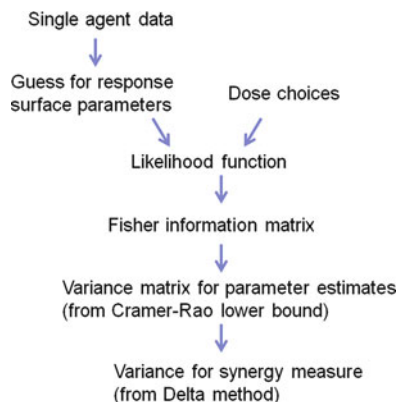 Single agent data
Guess for response
surface parameters
Dose choices
Likelihood function
Fisher information matrix
Variance matrix for parameter estimates
(from Cramer-Rao lower bound)
Variance for synergy measure
(from Delta method)